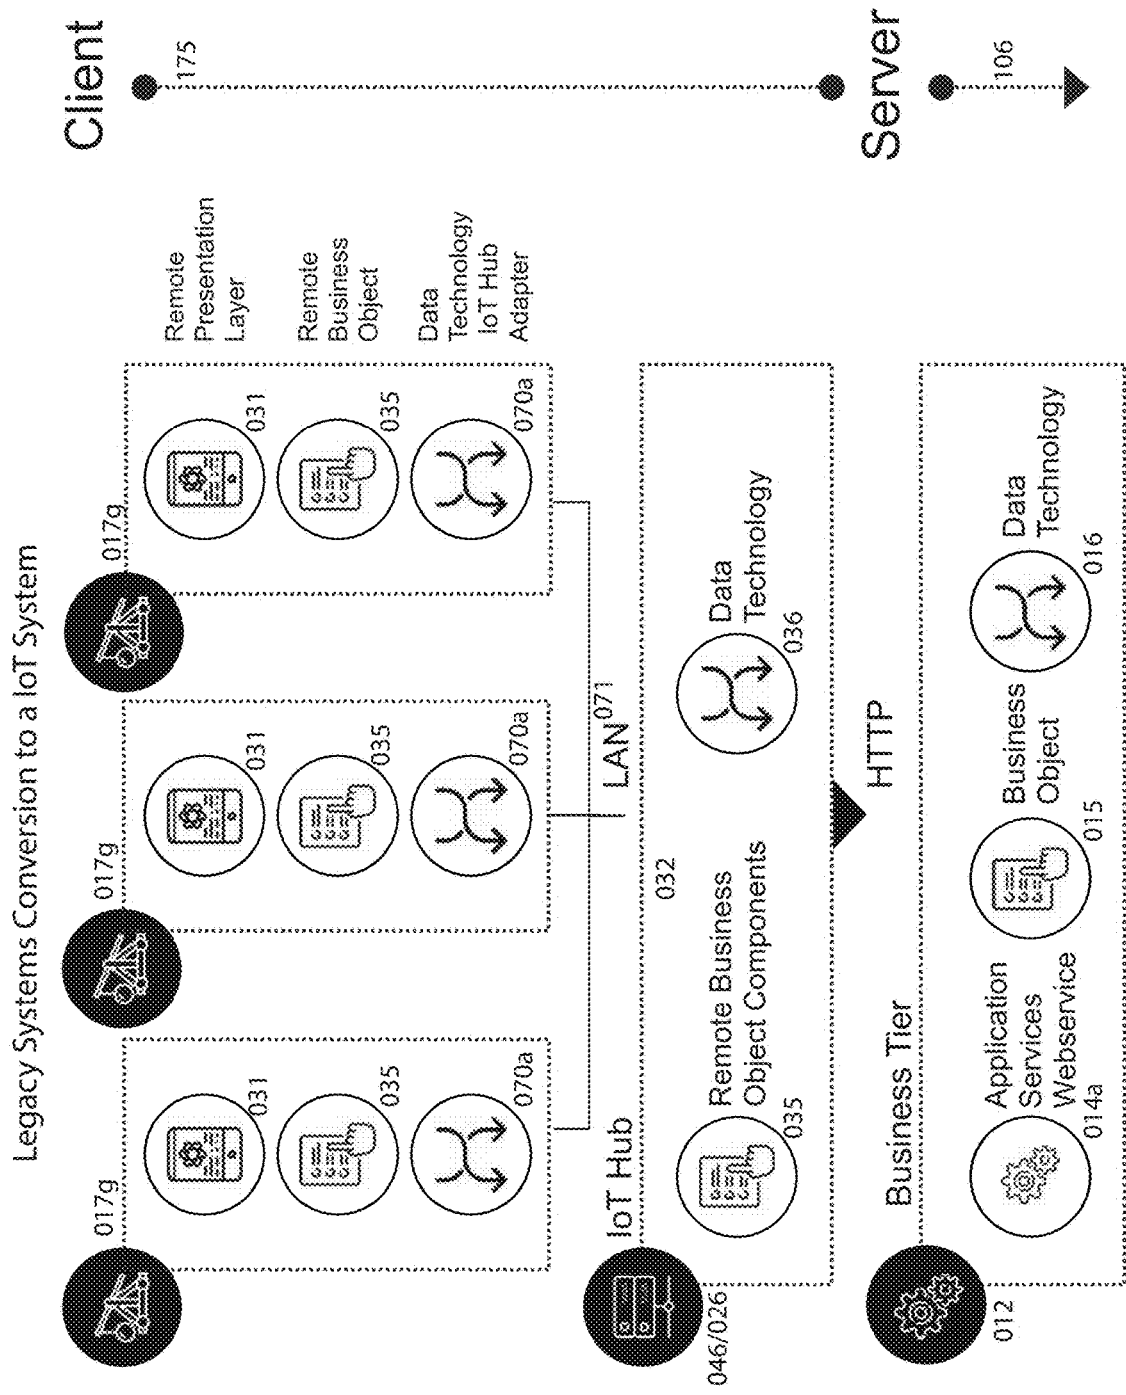 Legacy Systems Conversion to a IoT System
Client
175
017g
031
035
070a
017g
031
035
070a
017g
031
035
070a
Remote
Presentation
Layer
Remote
Business
Object
Data
Technology
IoT Hub
Adapter
LAN 071
IoT Hub
046/026
032
Remote Business
Object Components
035
Data
Technology
036
HTTP
Server
106
Business Tier
012
Application
Services
Webservice
014a
Business
Object
015
Data
Technology
016